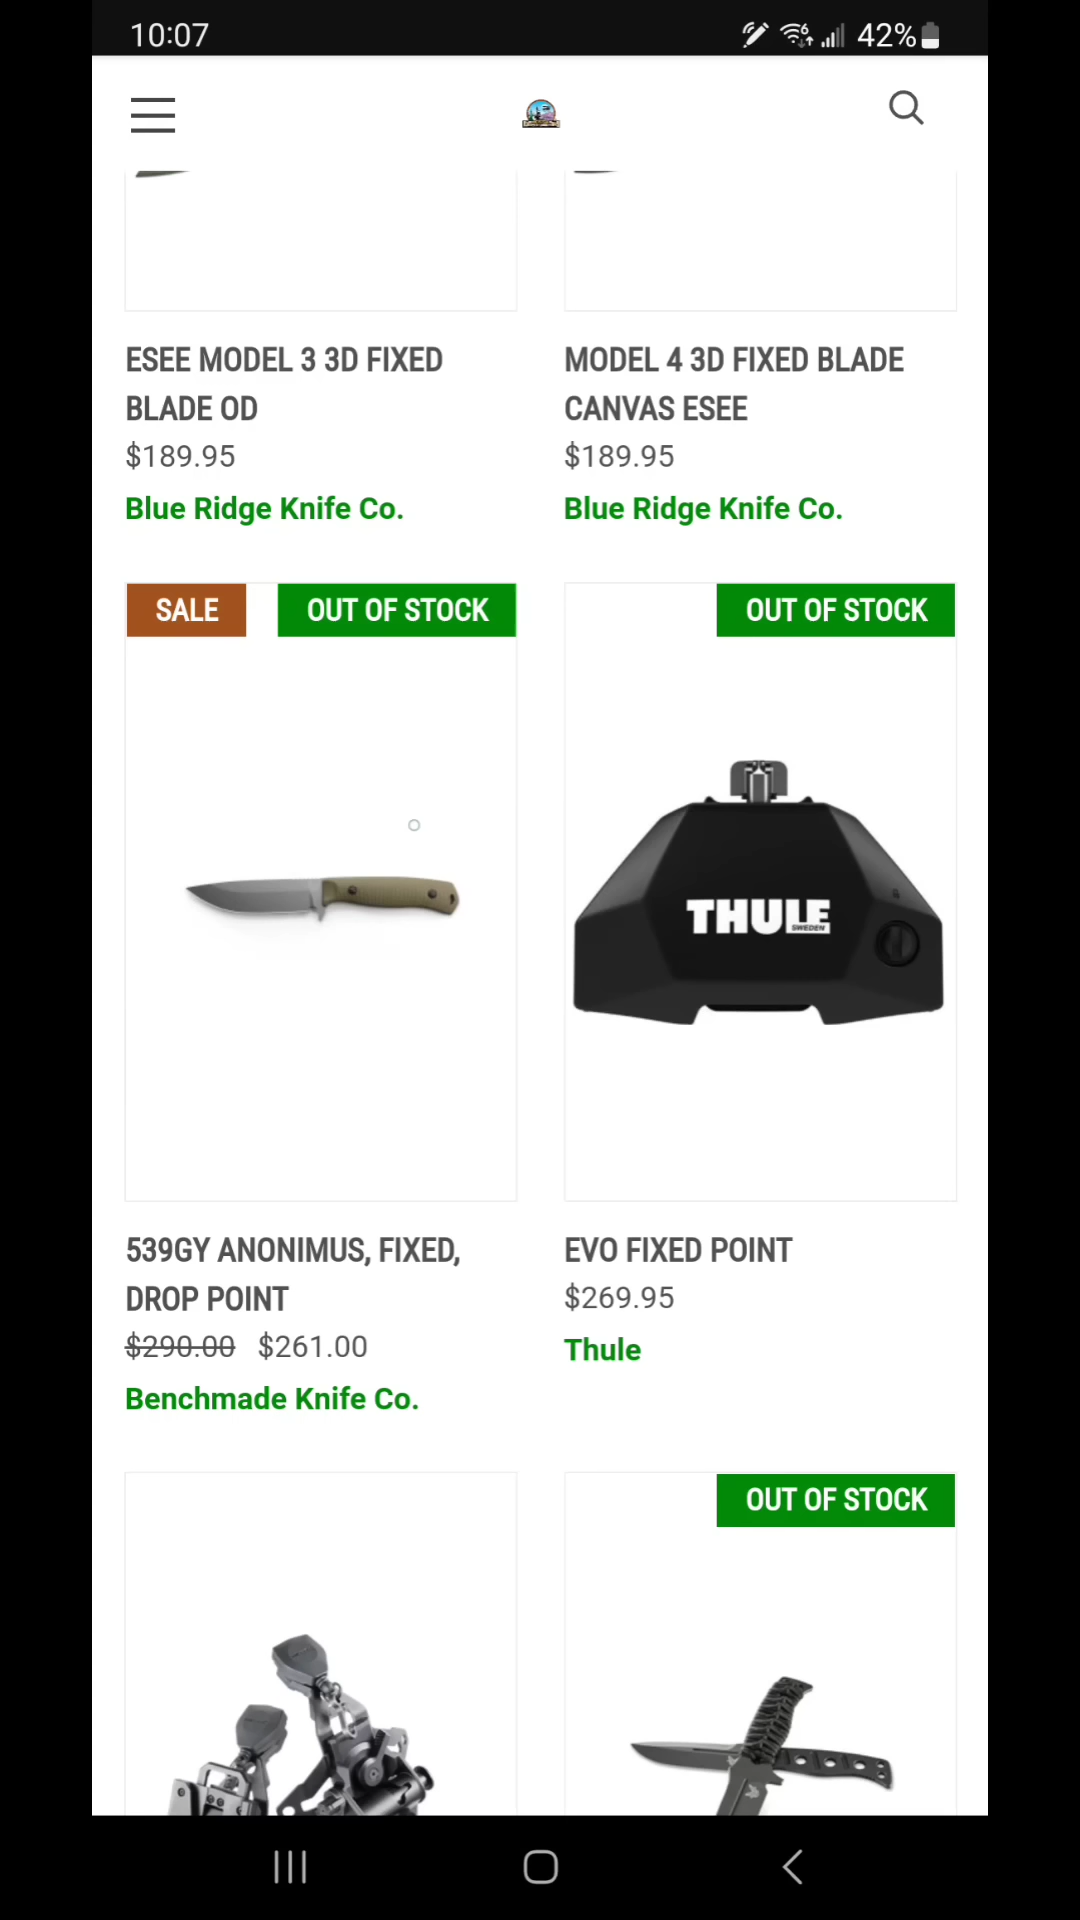 10:07
42%
ESEE MODEL 3 3D FIXED
BLADE OD
$189.95
Blue Ridge Knife Co.
MODEL 4 3D FIXED BLADE
CANVAS ESEE
$189.95
Blue Ridge Knife Co.
SALE
OUT OF STOCK
539GY ANONIMUS, FIXED,
DROP POINT
$290.00 $261.00
Benchmade Knife Co.
OUT OF STOCK
THULE
SWEDEN
EVO FIXED POINT
$269.95
Thule
OUT OF STOCK